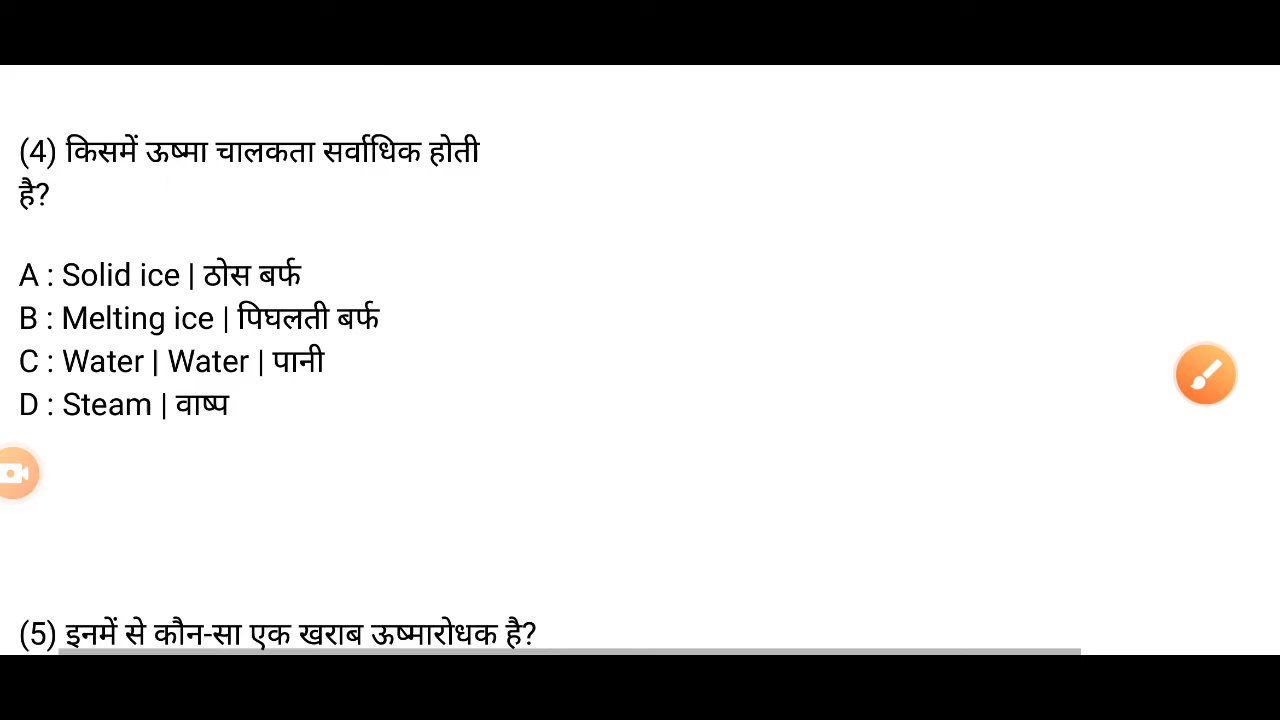 (4) किसमें ऊष्मा चालकता सर्वाधिक होती
है?
A : Solid ice | ठोस बर्फ
B : Melting ice | पिघलती बर्फ
C : Water | Water | पानी
D : Steam | वाष्प
(5) इनमें से कौन-सा एक खराब ऊष्मारोधक है?